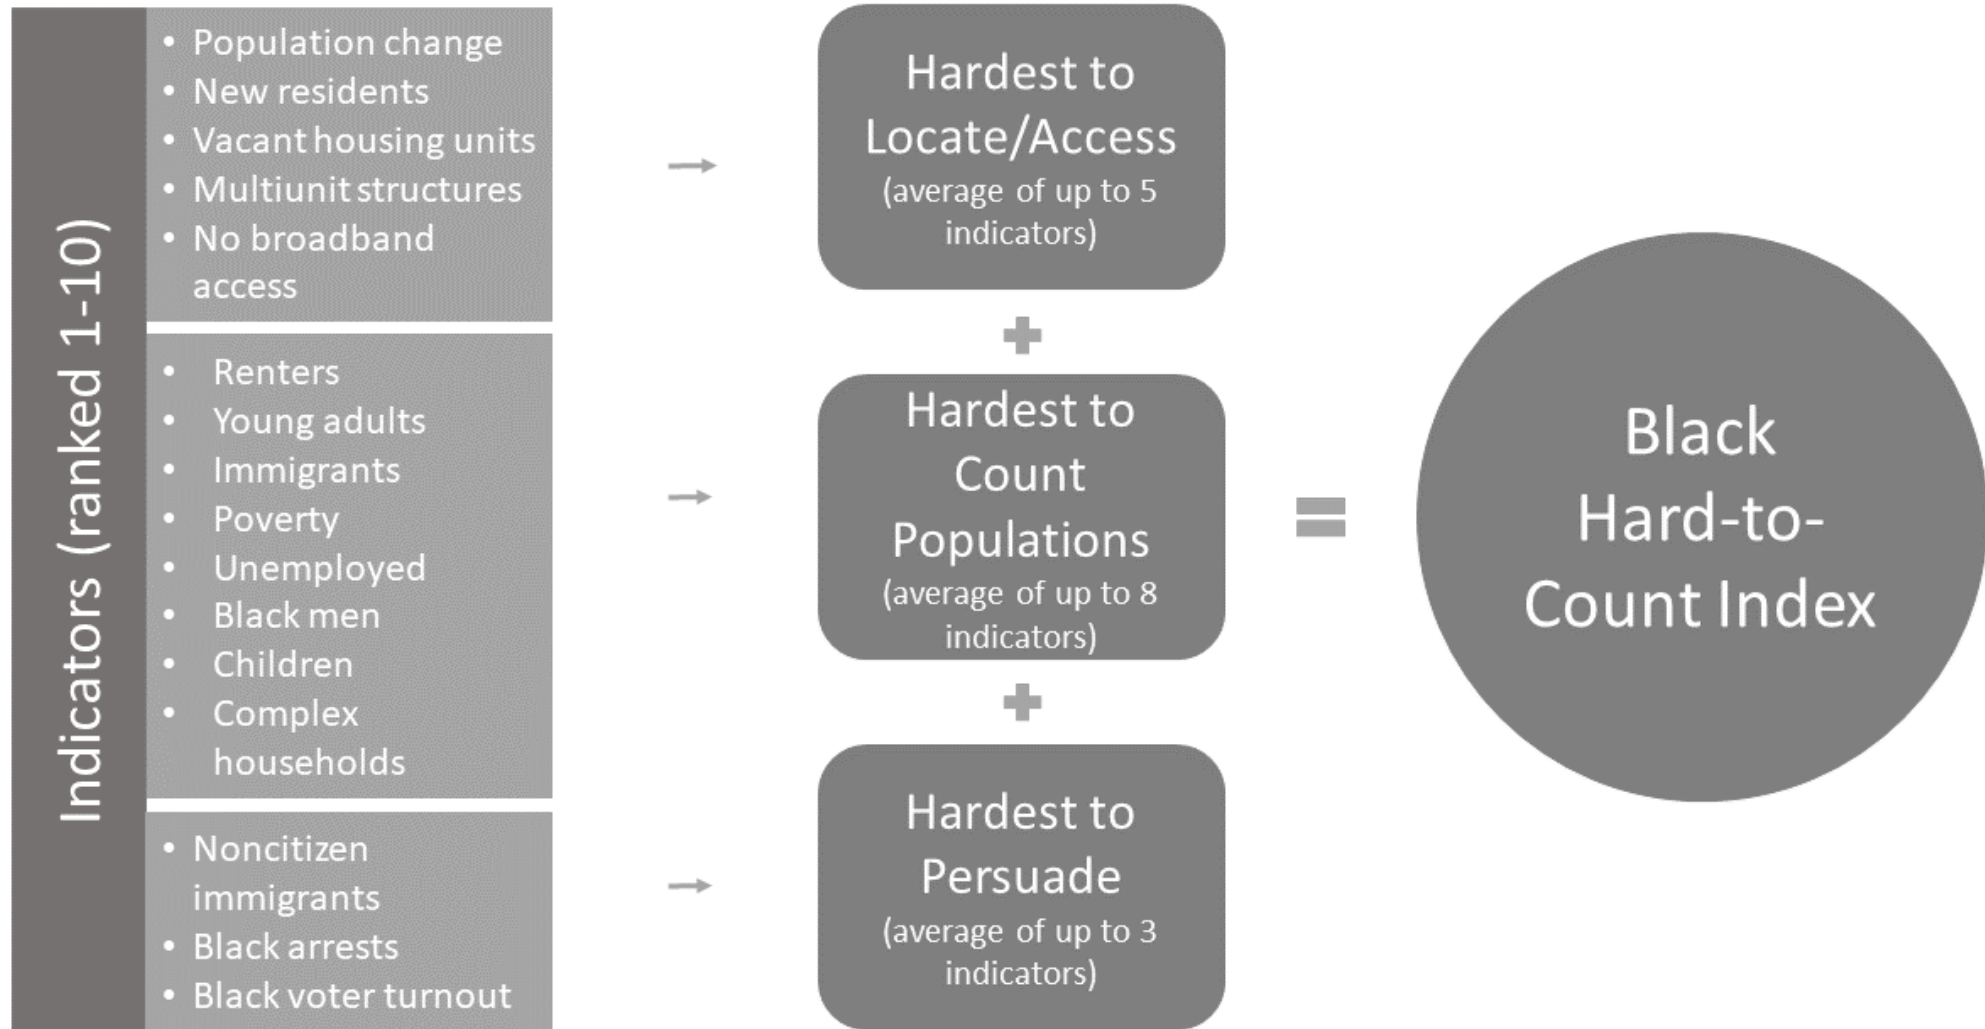 Indicators (ranked 1-10)
• Population change
• New residents
• Vacant housing units
• Multiunit structures
• No broadband
access
• Renters
• Young adults
• Immigrants
• Poverty
• Unemployed
• Black men
• Children
• Complex
households
• Noncitizen
immigrants
• Black arrests
• Black voter turnout
Hardest to
Locate/Access
(average of up to 5
indicators)
+
Hardest to
Count
Populations
(average of up to 8
indicators)
+
Hardest to
Persuade
(average of up to 3
indicators)
=
Black
Hard-to-
Count Index